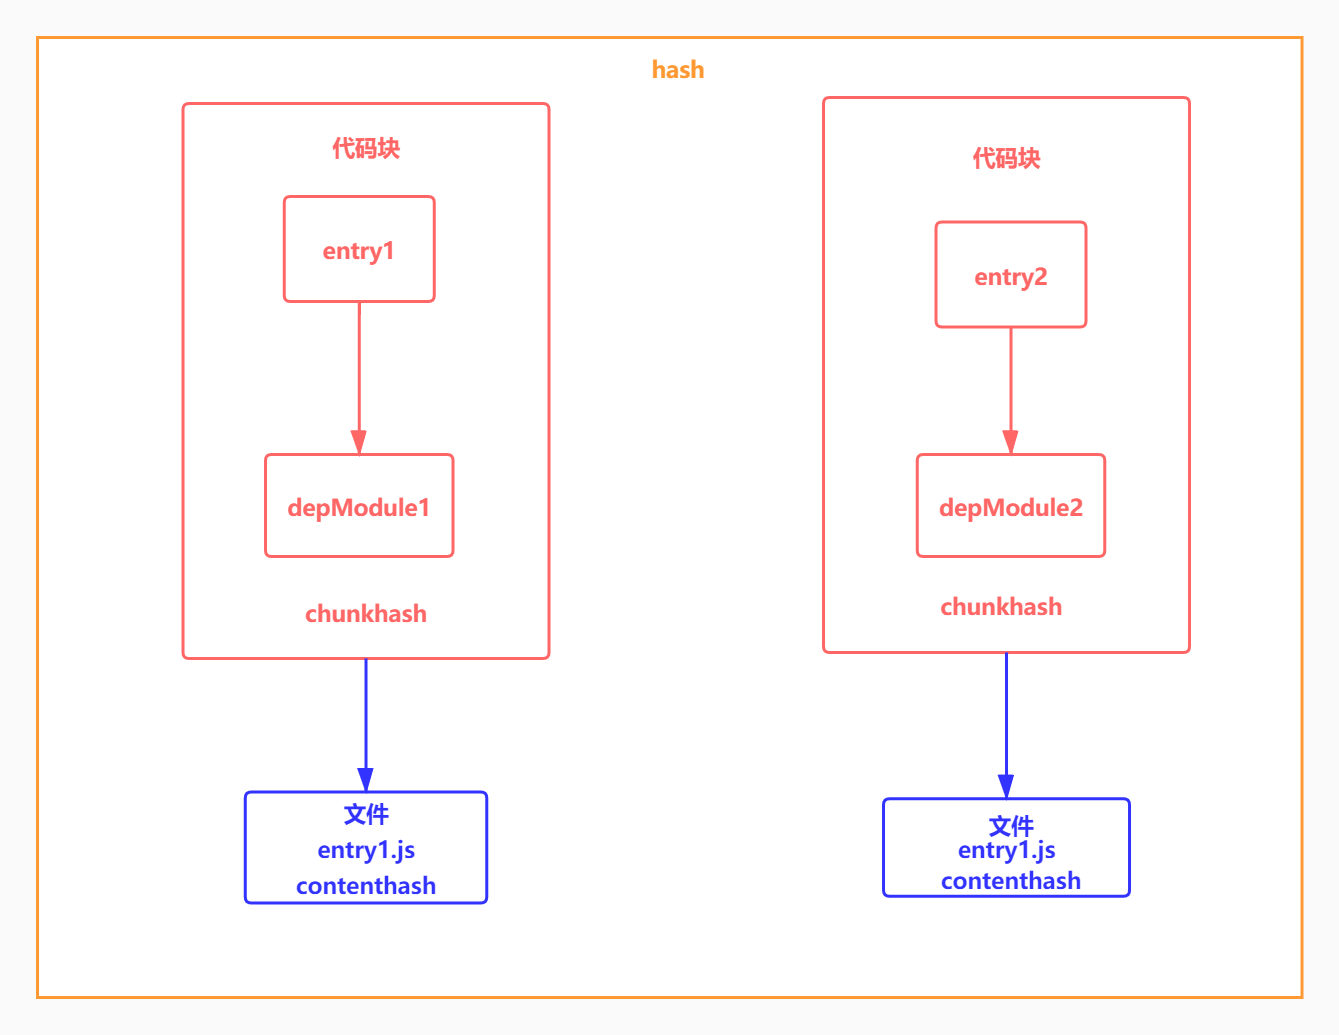 hash
代码块
entry1
depModule1
chunkhash
文件
entry1.js
contenthash
代码块
entry2
depModule2
chunkhash
文件
entry1.js
contenthash